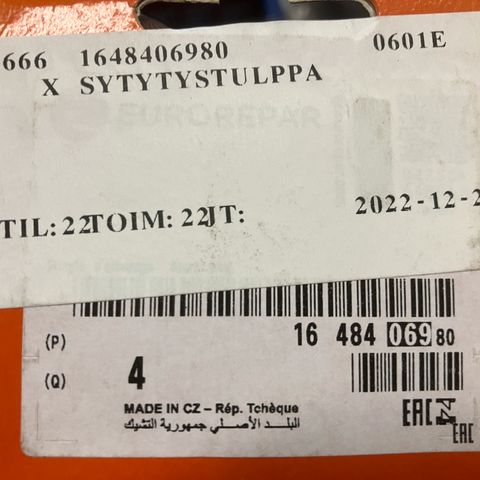 666 1648406980 0601E
X SYTYTYSTULPPA
EUROREPAR
TIL: 22TOIM: 22JT: 2022-12-2
(P) 16 484 069 80
(Q) 4
MADE IN CZ – Rép. Tchèque
البلد الأصلي جمهورية التشيك
EAC
EAC